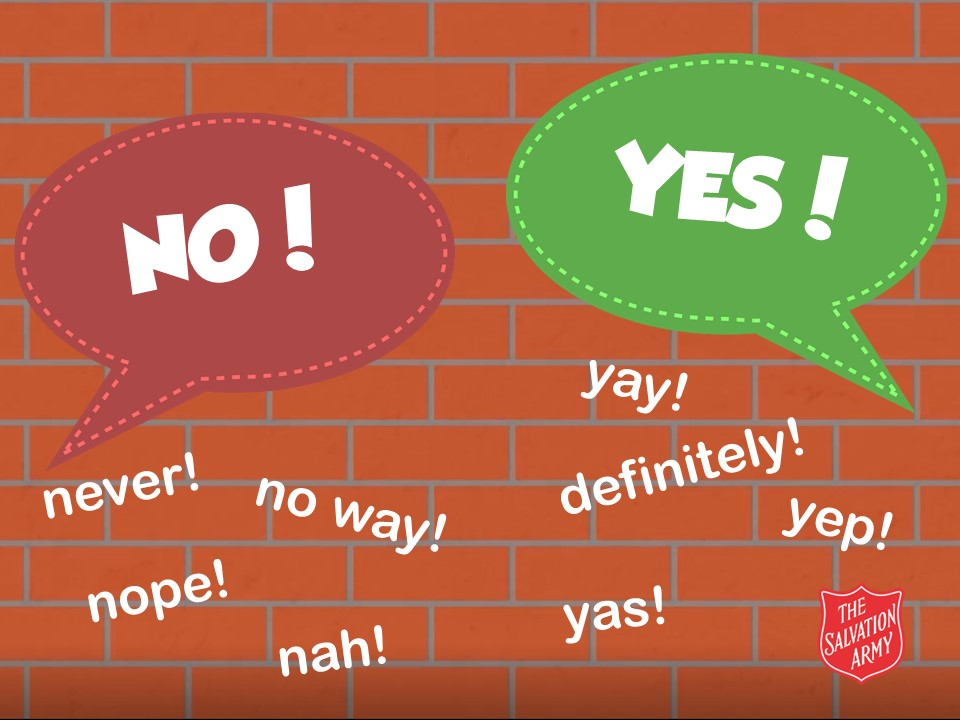 NO!
YES!
yay!
never!
no way!
definitely!
yep!
nope!
nah!
yas!
THE
SALVATION
ARMY